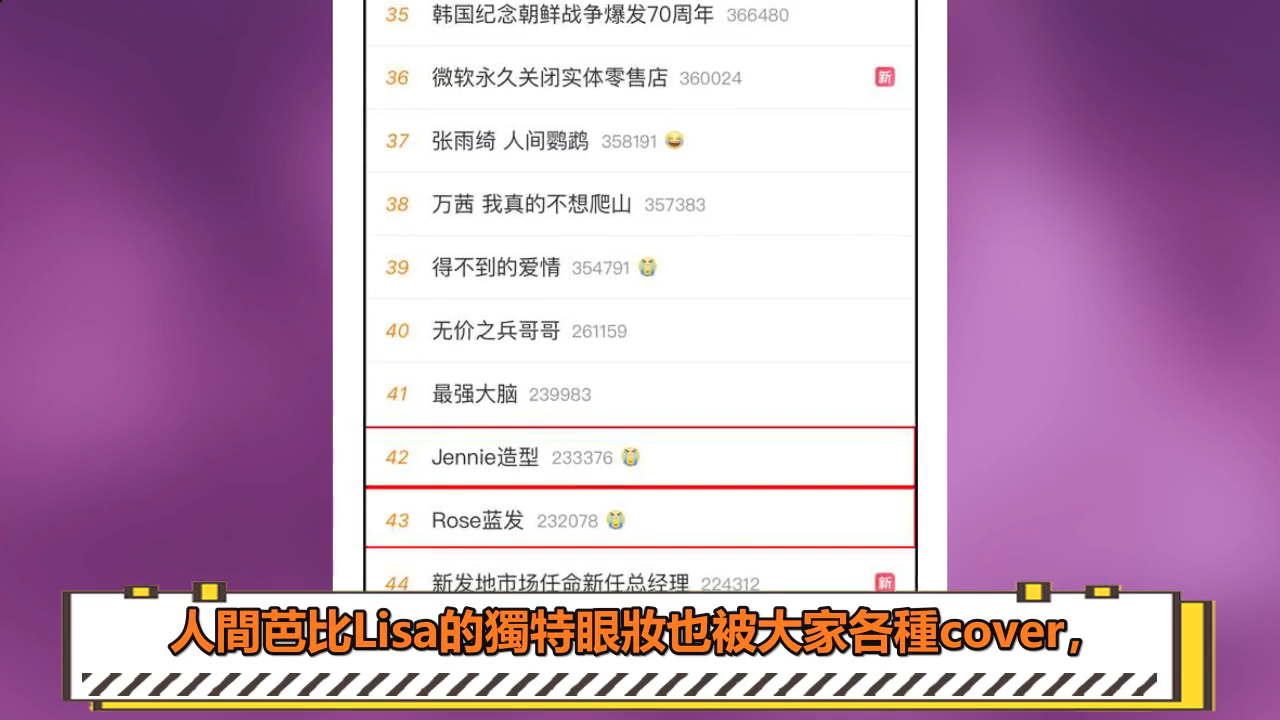 35 韩国纪念朝鲜战争爆发70周年 366480
36 微软永久关闭实体零售店 360024 新
37 张雨绮 人间鹦鹉 358191
38 万茜 我真的不想爬山 357383
39 得不到的爱情 354791
40 无价之兵哥哥 261159
41 最强大脑 239983
42 Jennie造型 233376
43 Rose蓝发 232078
44 新发地市场任命新任总经理 224312 新
人間芭比Lisa的獨特眼妝也被大家各種cover,